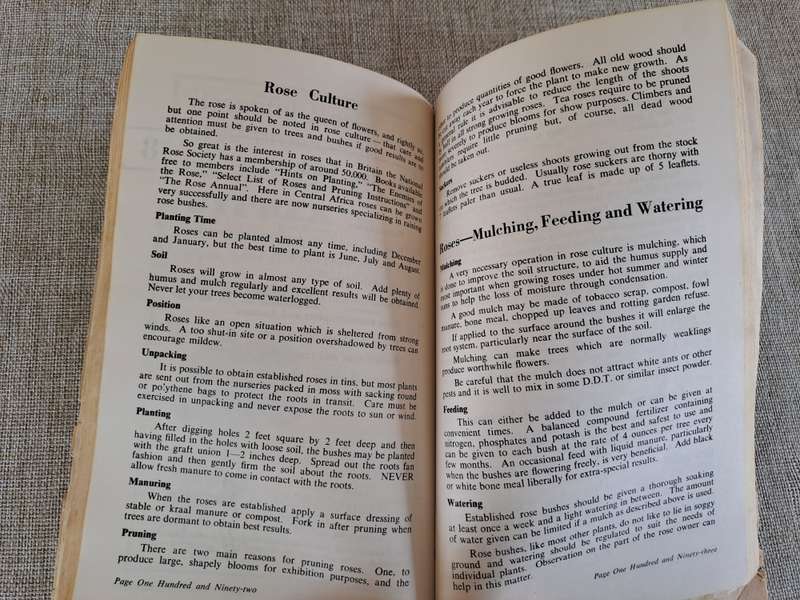 Rose Culture
The rose is spoken of as the queen of flowers, and rightly so,
but one point should be noted in rose culture—that care and
attention must be given to trees and bushes if good results are to
be obtained.
So great is the interest in roses that in Britain the National
Rose Society has a membership of around 50,000. Books available
free to members include "Hints on Planting," "The Enemies of
the Rose," "Select List of Roses and Pruning Instructions" and
"The Rose Annual". Here in Central Africa roses can be grown
very successfully and there are now nurseries specializing in raising
rose bushes.
Planting Time
Roses can be planted almost any time, including December
and January, but the best time to plant is June, July and August.
Soil
Roses will grow in almost any type of soil. Add plenty of
humus and mulch regularly and excellent results will be obtained.
Never let your trees become waterlogged.
Position
Roses like an open situation which is sheltered from strong
winds. A too shut-in site or a position overshadowed by trees can
encourage mildew.
Unpacking
It is possible to obtain established roses in tins, but most plants
are sent out from the nurseries packed in moss with sacking round
or polythene bags to protect the roots in transit. Care must be
exercised in unpacking and never expose the roots to sun or wind.
Planting
After digging holes 2 feet square by 2 feet deep and then
having filled in the holes with loose soil, the bushes may be planted
with the graft union 1—2 inches deep. Spread out the roots fan
fashion and then gently firm the soil about the roots. NEVER
allow fresh manure to come in contact with the roots.
Manuring
When the roses are established apply a surface dressing of
stable or kraal manure or compost. Fork in after pruning when
trees are dormant to obtain best results.
Pruning
There are two main reasons for pruning roses. One, to
produce large, shapely blooms for exhibition purposes, and the
Page One Hundred and Ninety-two
to produce quantities of good flowers. All old wood should
away each year to force the plant to make new growth. As
general rule it is advisable to reduce the length of the shoots
half in all strong growing roses. Tea roses require to be pruned
severely to produce blooms for show purposes. Climbers and
require little pruning but, of course, all dead wood
be taken out.
Remove suckers or useless shoots growing out from the stock
on which the tree is budded. Usually rose suckers are thorny with
leaflets paler than usual. A true leaf is made up of 5 leaflets.
Roses—Mulching, Feeding and Watering
Mulching
A very necessary operation in rose culture is mulching, which
is done to improve the soil structure, to aid the humus supply and
most important when growing roses under hot summer and winter
suns to help the loss of moisture through condensation.
A good mulch may be made of tobacco scrap, compost, fowl
manure, bone meal, chopped up leaves and rotting garden refuse.
If applied to the surface around the bushes it will enlarge the
root system, particularly near the surface of the soil.
Mulching can make trees which are normally weaklings
produce worthwhile flowers.
Be careful that the mulch does not attract white ants or other
pests and it is well to mix in some D.D.T. or similar insect powder.
Feeding
This can either be added to the mulch or can be given at
convenient times. A balanced compound fertilizer containing
nitrogen, phosphates and potash is the best and safest to use and
can be given to each bush at the rate of 4 ounces per tree every
few months. An occasional feed with liquid manure, particularly
when the bushes are flowering freely, is very beneficial. Add black
or white bone meal liberally for extra-special results.
Watering
Established rose bushes should be given a thorough soaking
at least once a week and a light watering in between. The amount
of water given can be limited if a mulch as described above is used.
Rose bushes, like most other plants, do not like to lie in soggy
ground and watering should be regulated to suit the needs of
individual plants. Observation on the part of the rose owner can
help in this matter.
Page One Hundred and Ninety-three